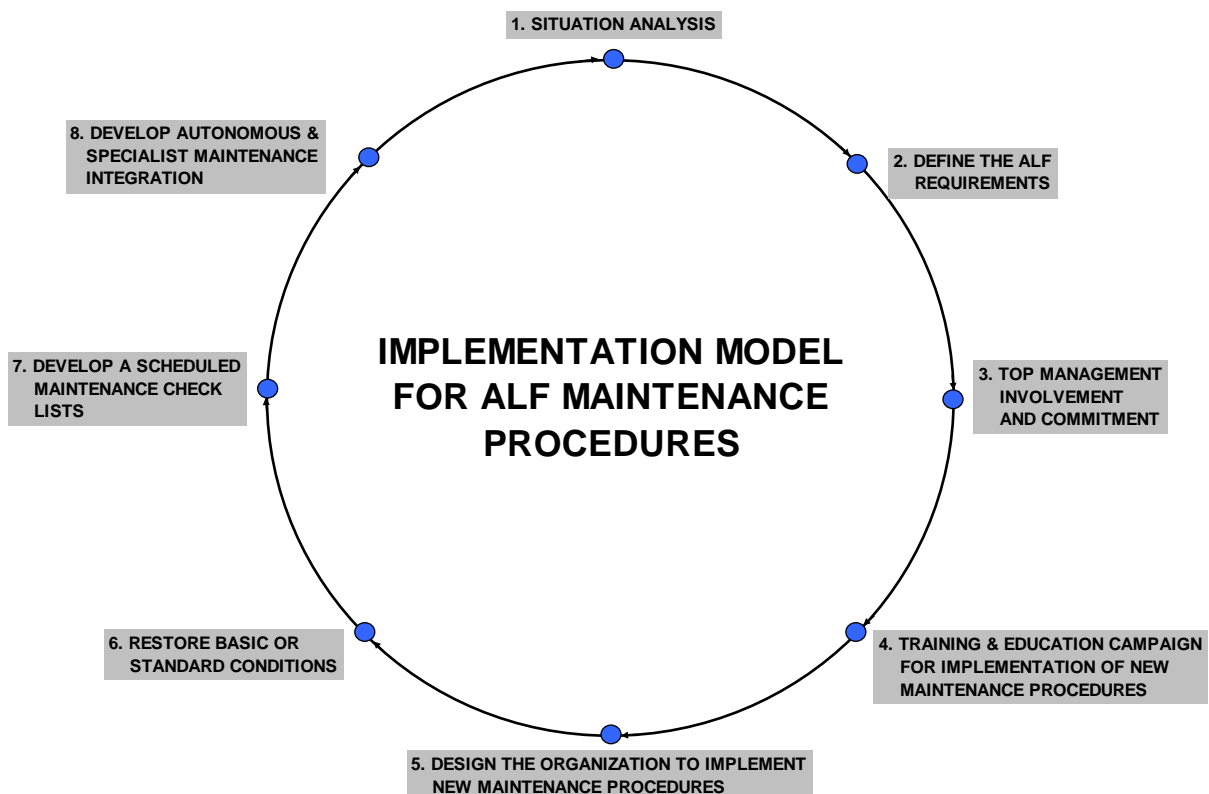 1. SITUATION ANALYSIS
2. DEFINE THE ALF
REQUIREMENTS
3. TOP MANAGEMENT
INVOLVEMENT
AND COMMITMENT
4. TRAINING & EDUCATION CAMPAIGN
FOR IMPLEMENTATION OF NEW
MAINTENANCE PROCEDURES
5. DESIGN THE ORGANIZATION TO IMPLEMENT
NEW MAINTENANCE PROCEDURES
6. RESTORE BASIC OR
STANDARD CONDITIONS
7. DEVELOP A SCHEDULED
MAINTENANCE CHECK
LISTS
8. DEVELOP AUTONOMOUS &
SPECIALIST MAINTENANCE
INTEGRATION
IMPLEMENTATION MODEL
FOR ALF MAINTENANCE
PROCEDURES